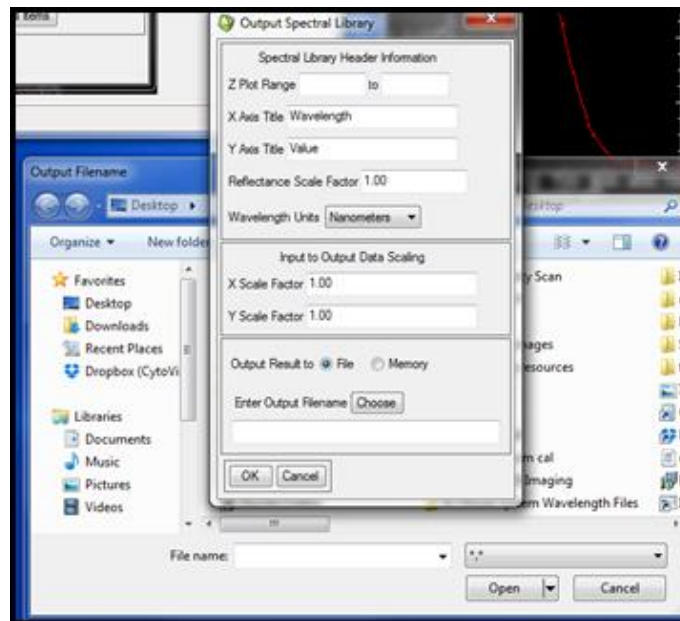 Items
Output Spectral Library
Spectral Library Header Information
Z Plot Range to
X Axis Title Wavelength
Y Axis Title Value
Reflectance Scale Factor 1.00
Wavelength Units Nanometers
Input to Output Data Scaling
X Scale Factor 1.00
Y Scale Factor 1.00
Output Result to File Memory
Enter Output Filename Choose
OK Cancel
Output Filename
Desktop
Organize New folde
Favorites
Desktop
Downloads
Recent Places
Dropbox (CytoVi
Libraries
Documents
Music
Pictures
Videos
y Scan
ages
esources
m cal
Imaging
em Wavelength Files
File name:
*.*
Open Cancel